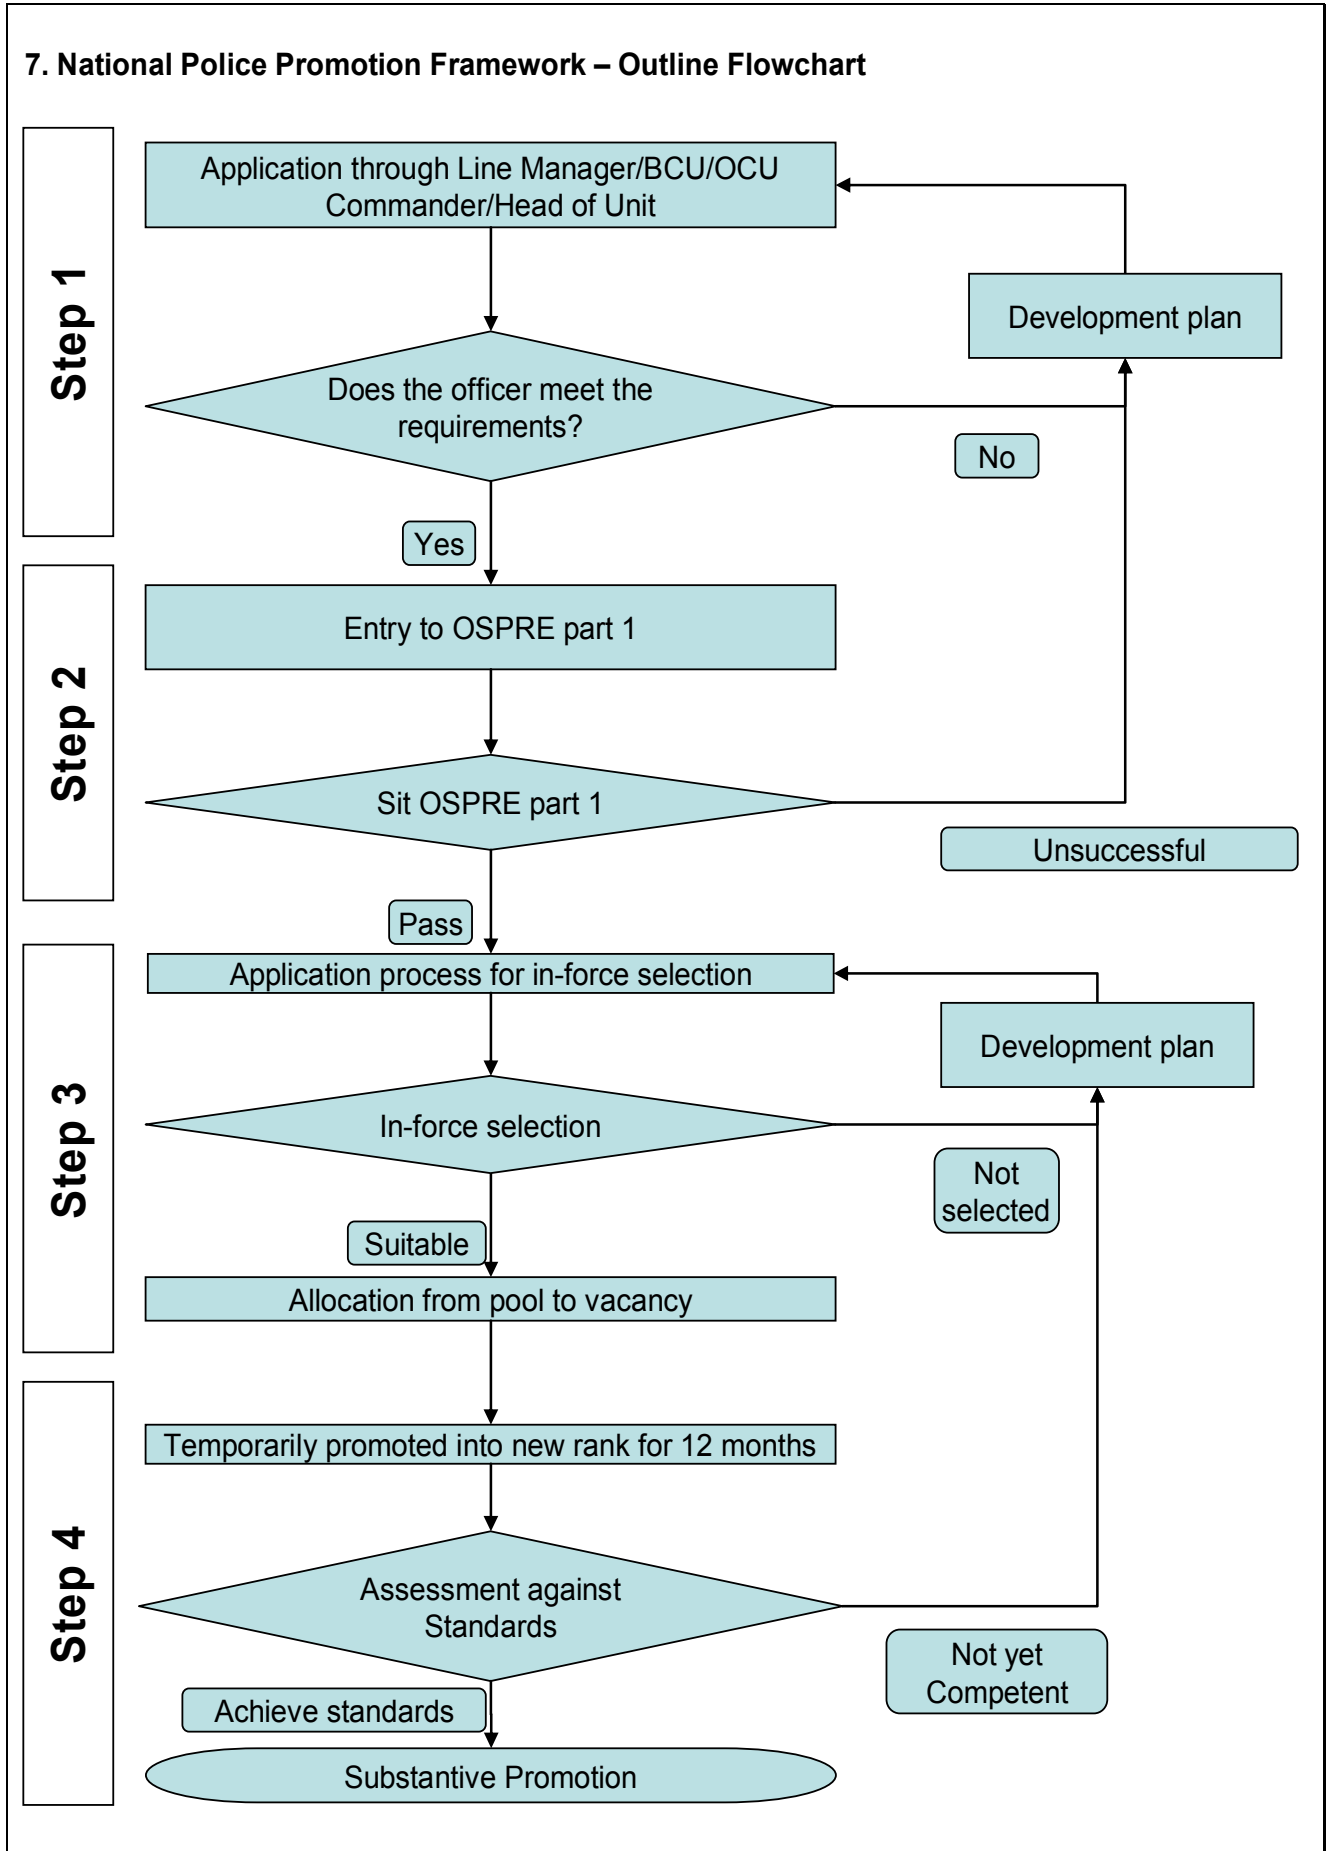 7. National Police Promotion Framework – Outline Flowchart
Step 1
Application through Line Manager/BCU/OCU
Commander/Head of Unit
Development plan
Does the officer meet the
requirements?
No
Yes
Step 2
Entry to OSPRE part 1
Sit OSPRE part 1
Unsuccessful
Pass
Step 3
Application process for in-force selection
Development plan
In-force selection
Not
selected
Suitable
Allocation from pool to vacancy
Step 4
Temporarily promoted into new rank for 12 months
Assessment against
Standards
Not yet
Competent
Achieve standards
Substantive Promotion